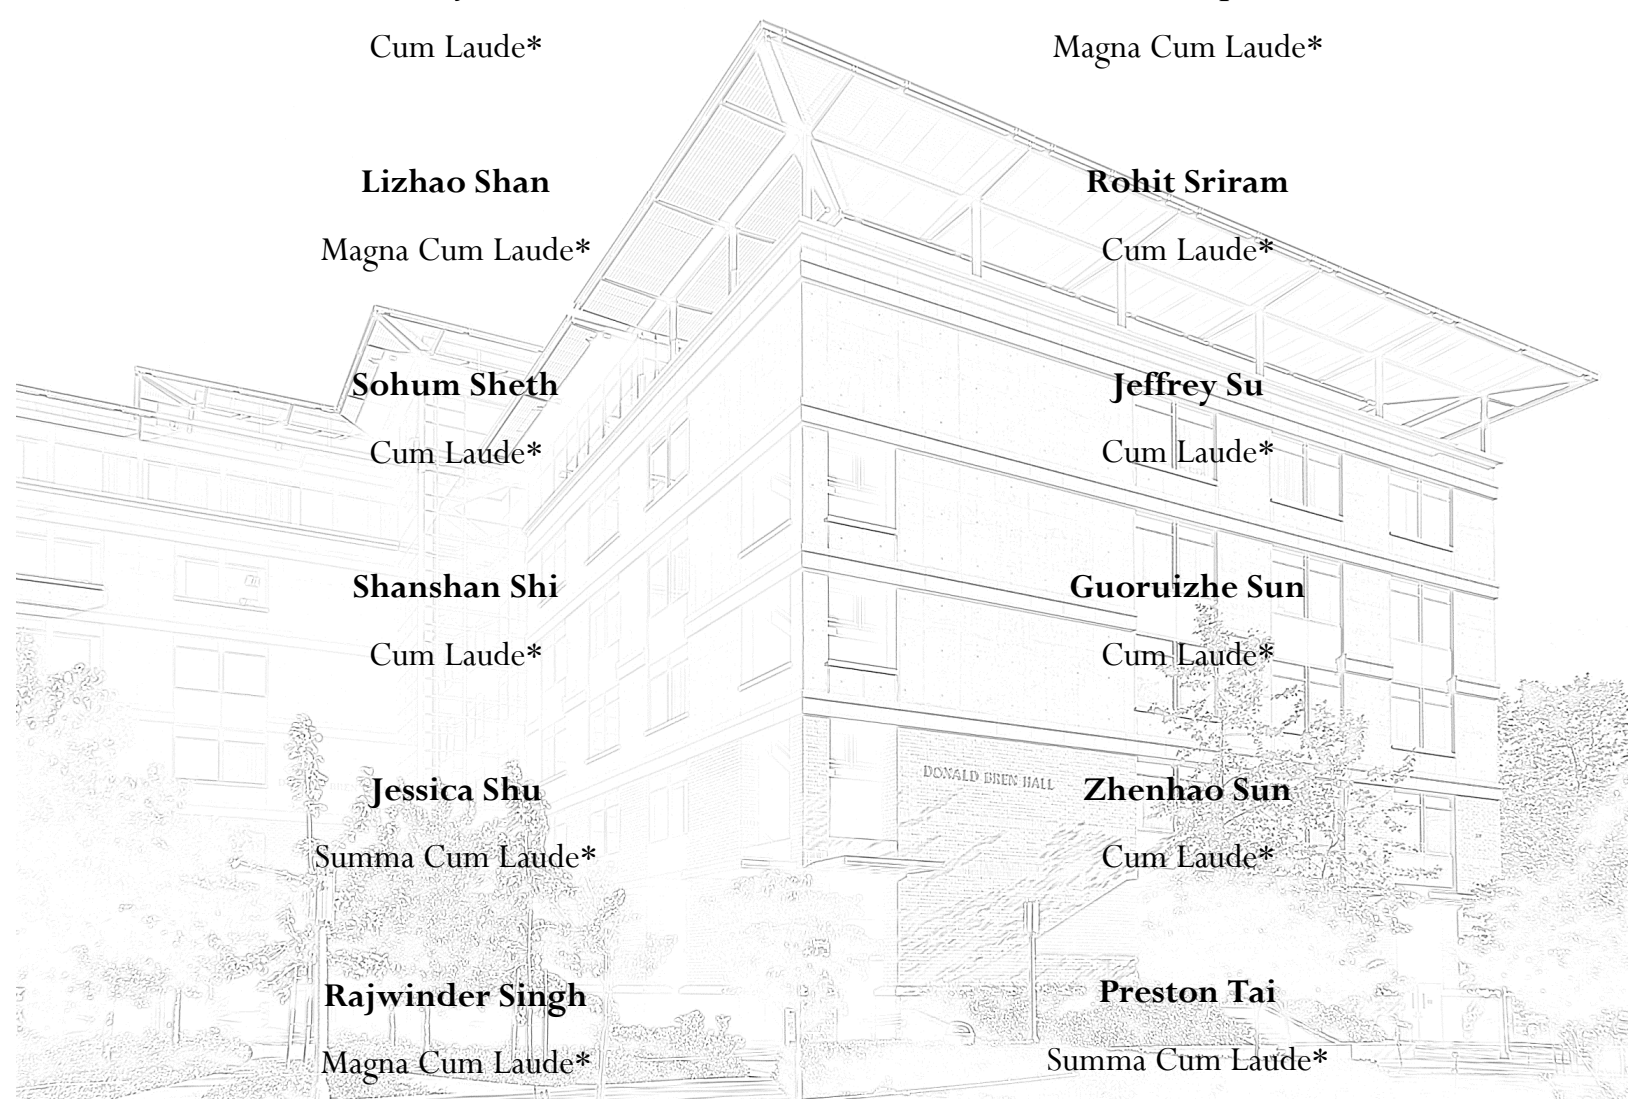 Cum Laude*
Lizhao Shan
Magna Cum Laude*
Sohum Sheth
Cum Laude*
Shanshan Shi
Cum Laude*
Jessica Shu
Summa Cum Laude*
Rajwinder Singh
Magna Cum Laude*
Magna Cum Laude*
Rohit Sriram
Cum Laude*
Jeffrey Su
Cum Laude*
Guoruizhe Sun
Cum Laude*
DONALD BREN HALL
Zhenhao Sun
Cum Laude*
Preston Tai
Summa Cum Laude*